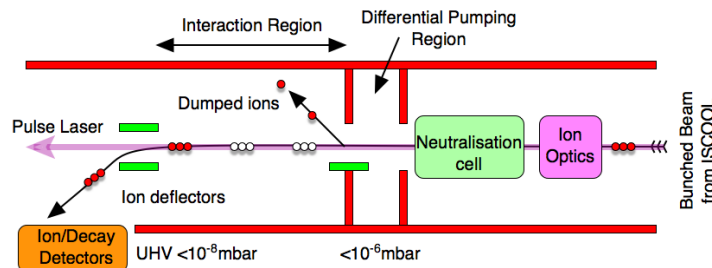 Interaction Region
Differential Pumping
Region
Dumped ions
Pulse Laser
Neutralisation
cell
Ion
Optics
Bunched Beam
from ISCOOL
Ion deflectors
Ion/Decay
Detectors
UHV <10⁻⁸mbar
<10⁻⁶mbar